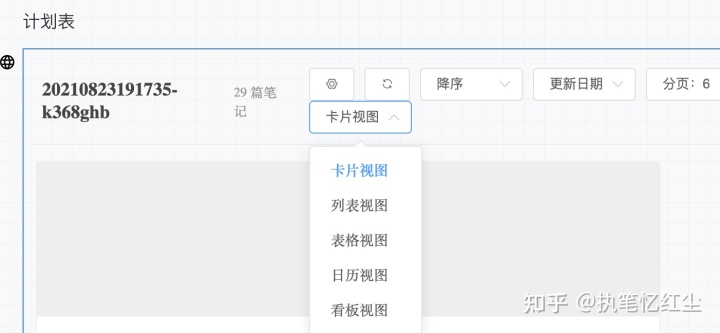 计划表
20210823191735-
k368ghb
29 篇笔
记
降序
更新日期
分页：6
卡片视图
卡片视图
列表视图
表格视图
日历视图
看板视图
知乎 @执笔忆红尘